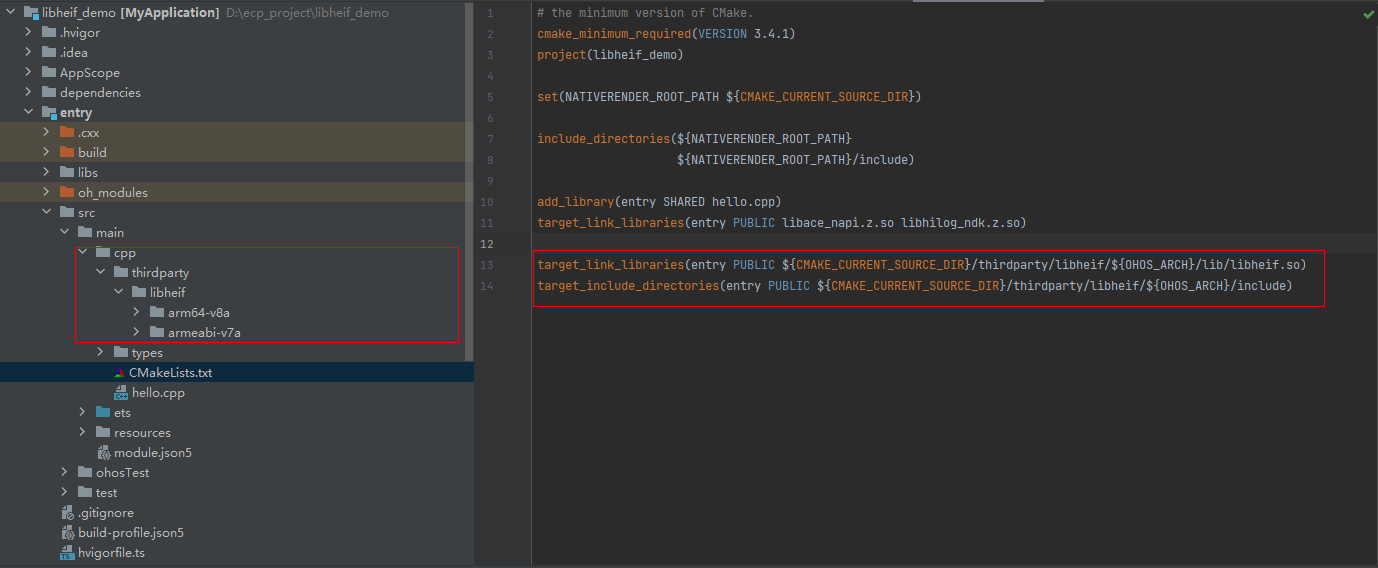 libheif_demo [MyApplication] D:\ecp_project\libheif_demo
.hvigor
.idea
AppScope
dependencies
entry
.cxx
build
libs
oh_modules
src
main
cpp
thirdparty
libheif
arm64-v8a
armeabi-v7a
types
CMakeLists.txt
hello.cpp
ets
resources
module.json5
ohosTest
test
.gitignore
build-profile.json5
hvigorfile.ts
1 # the minimum version of CMake.
2 cmake_minimum_required(VERSION 3.4.1)
3 project(libheif_demo)
4
5 set(NATIVERENDER_ROOT_PATH ${CMAKE_CURRENT_SOURCE_DIR})
6
7 include_directories(${NATIVERENDER_ROOT_PATH}
8 ${NATIVERENDER_ROOT_PATH}/include)
9
10 add_library(entry SHARED hello.cpp)
11 target_link_libraries(entry PUBLIC libace_napi.z.so libhilog_ndk.z.so)
12
13 target_link_libraries(entry PUBLIC ${CMAKE_CURRENT_SOURCE_DIR}/thirdparty/libheif/${OHOS_ARCH}/lib/libheif.so)
14 target_include_directories(entry PUBLIC ${CMAKE_CURRENT_SOURCE_DIR}/thirdparty/libheif/${OHOS_ARCH}/include)